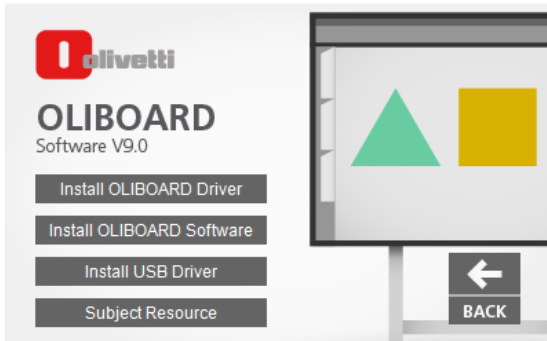 olivetti
OLIBOARD
Software V9.0
Install OLIBOARD Driver
Install OLIBOARD Software
Install USB Driver
Subject Resource
BACK